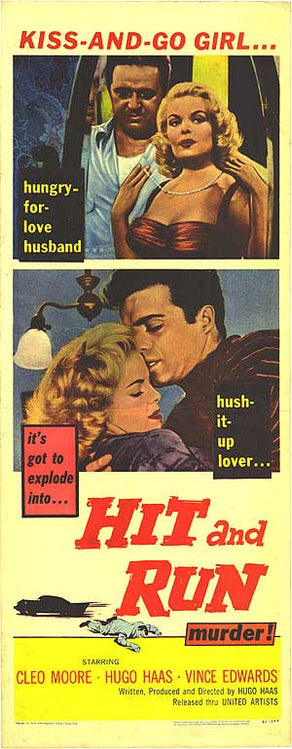 KISS-AND-GO GIRL...
hungry-
for-
love
husband...
hush-
it-
up
lover...
it's
got to
explode
into...
HIT and
RUN
murder!
STARRING
CLEO MOORE · HUGO HAAS · VINCE EDWARDS
Written, Produced and Directed by HUGO HAAS
Released thru UNITED ARTISTS